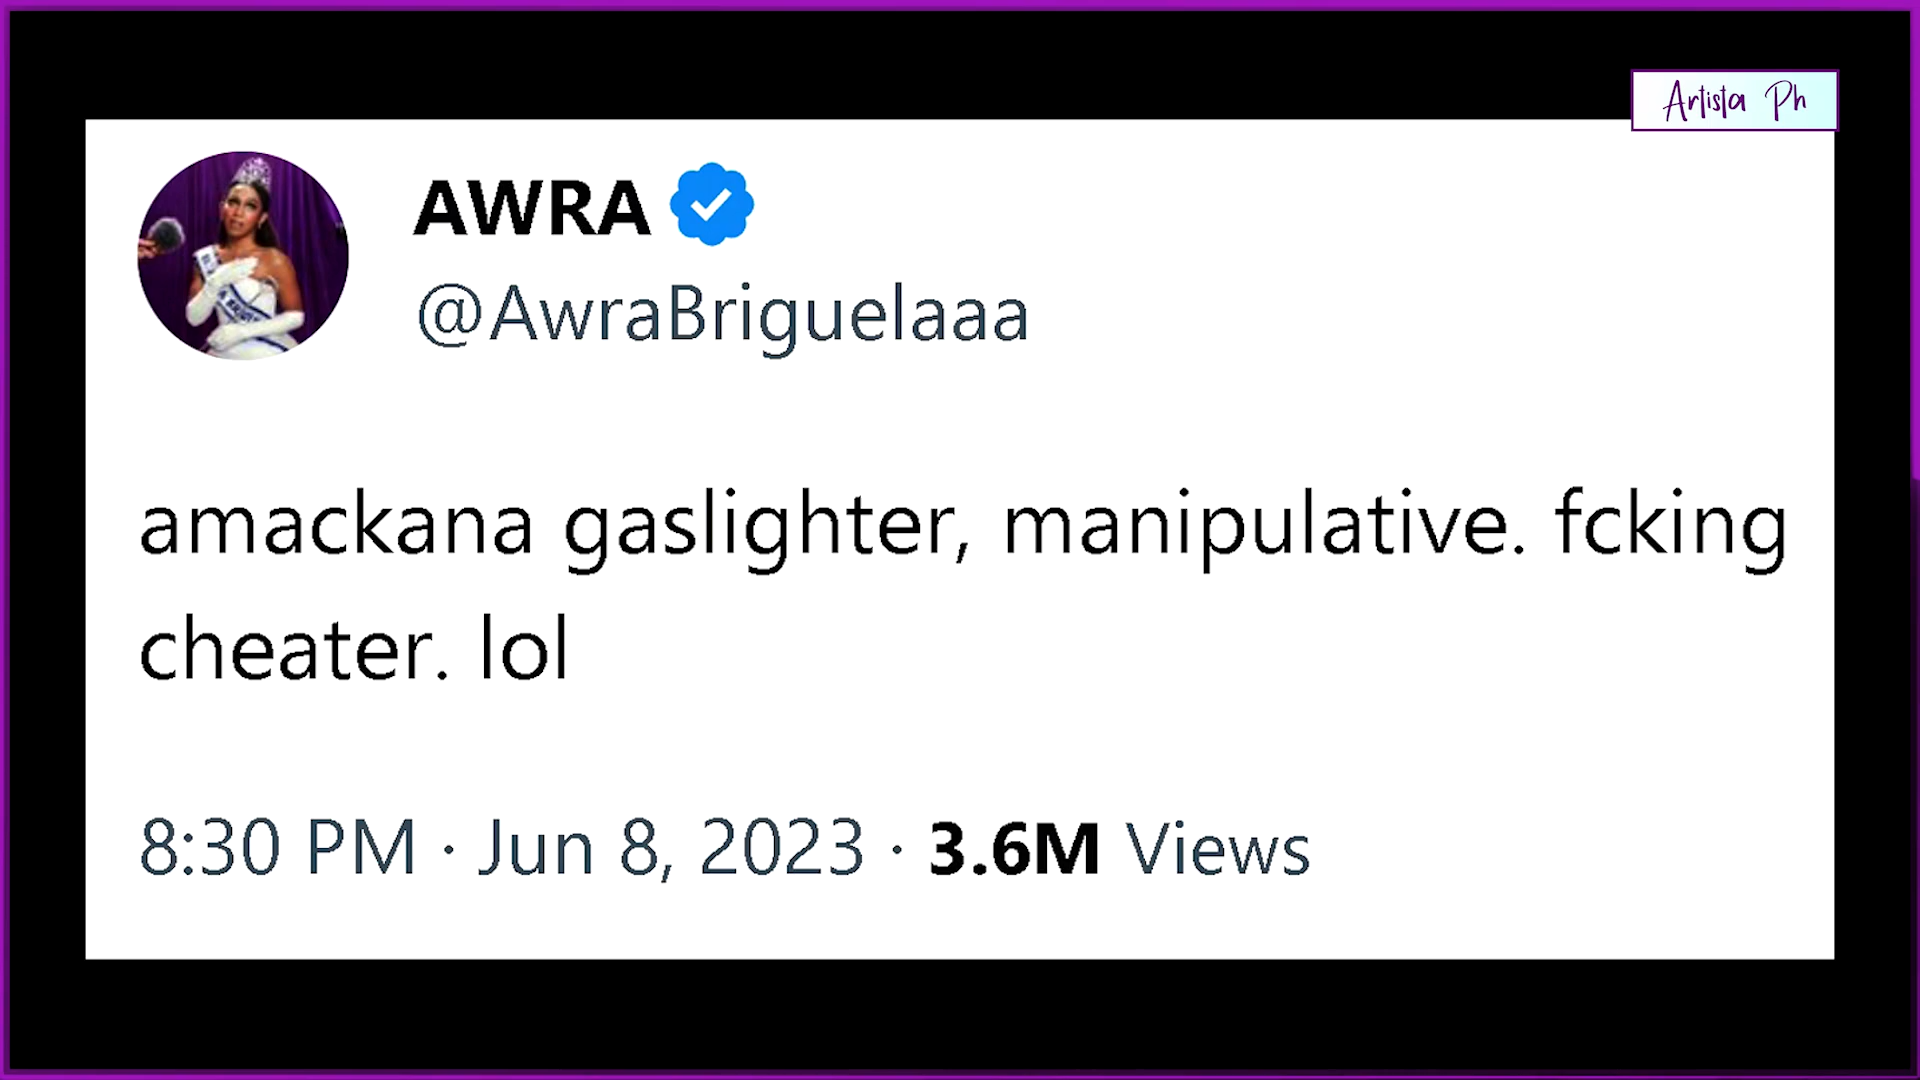 Artista Ph
AWRA
@AwraBriguelaaa
amackana gaslighter, manipulative. fcking
cheater. lol
8:30 PM · Jun 8, 2023 · 3.6M Views